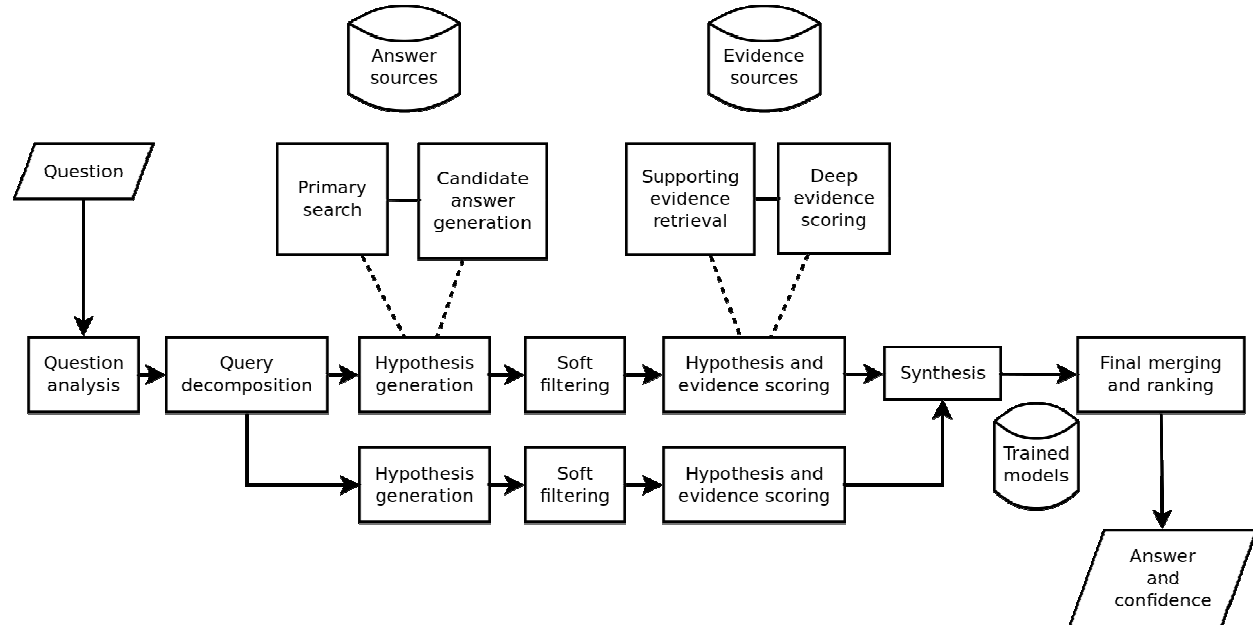 Answer
sources
Evidence
sources
Question
Primary
search
Candidate
answer
generation
Supporting
evidence
retrieval
Deep
evidence
scoring
Question
analysis
Query
decomposition
Hypothesis
generation
Soft
filtering
Hypothesis and
evidence scoring
Synthesis
Final merging
and ranking
Hypothesis
generation
Soft
filtering
Hypothesis and
evidence scoring
Trained
models
Answer
and
confidence